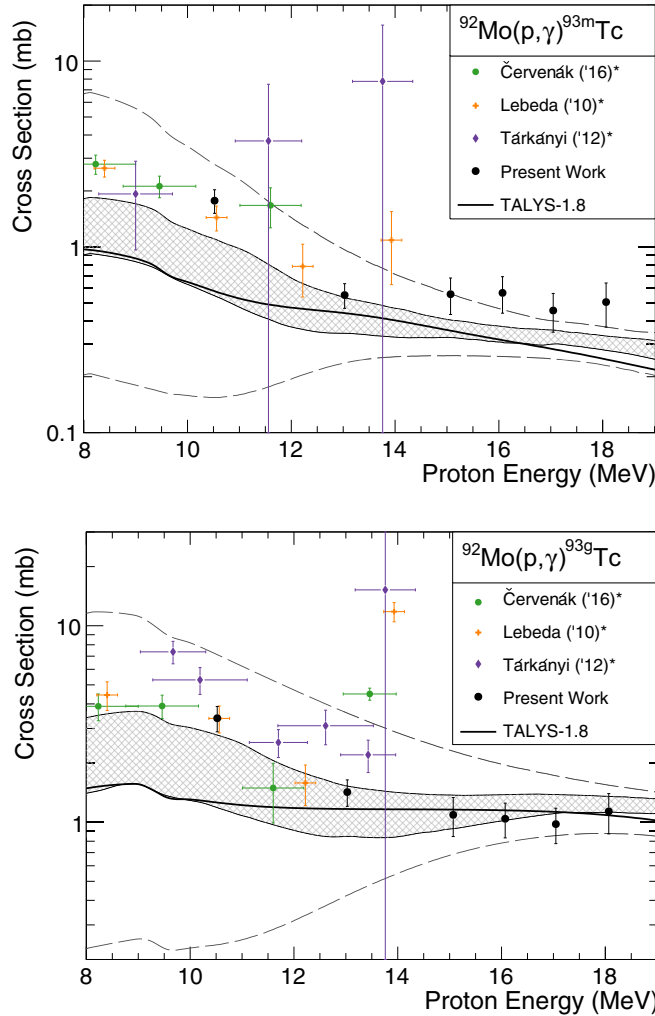 ⁹²Mo(p,γ)⁹³ᵐTc
Červenák ('16)*
Lebeda ('10)*
Tárkányi ('12)*
Present Work
TALYS-1.8
Cross Section (mb)
10
1
0.1
8 10 12 14 16 18
Proton Energy (MeV)
⁹²Mo(p,γ)⁹³ᵍTc
Červenák ('16)*
Lebeda ('10)*
Tárkányi ('12)*
Present Work
TALYS-1.8
Cross Section (mb)
10
1
8 10 12 14 16 18
Proton Energy (MeV)